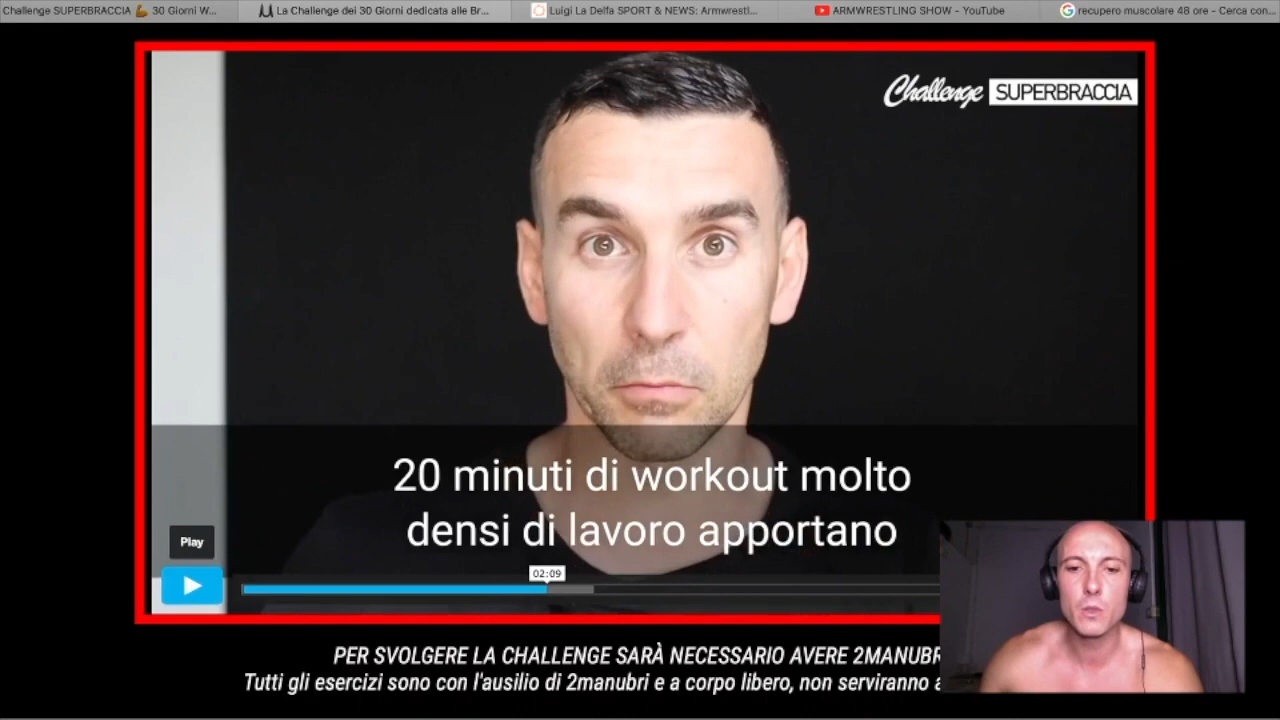 Challenge SUPERBRACCIA 💪 30 Giorni W...
La Challenge dei 30 Giorni dedicata alle Br...
Luigi La Delfa SPORT & NEWS: Armwrestl...
ARMWRESTLING SHOW - YouTube
recupero muscolare 48 ore - Cerca con...
Challenge SUPERBRACCIA
20 minuti di workout molto
densi di lavoro apportano
Play
02:09
PER SVOLGERE LA CHALLENGE SARÀ NECESSARIO AVERE 2MANUBR
Tutti gli esercizi sono con l'ausilio di 2manubri e a corpo libero, non serviranno a